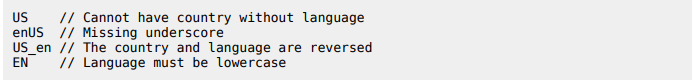 US    // Cannot have country without language
enUS  // Missing underscore
US_en // The country and language are reversed
EN    // Language must be lowercase